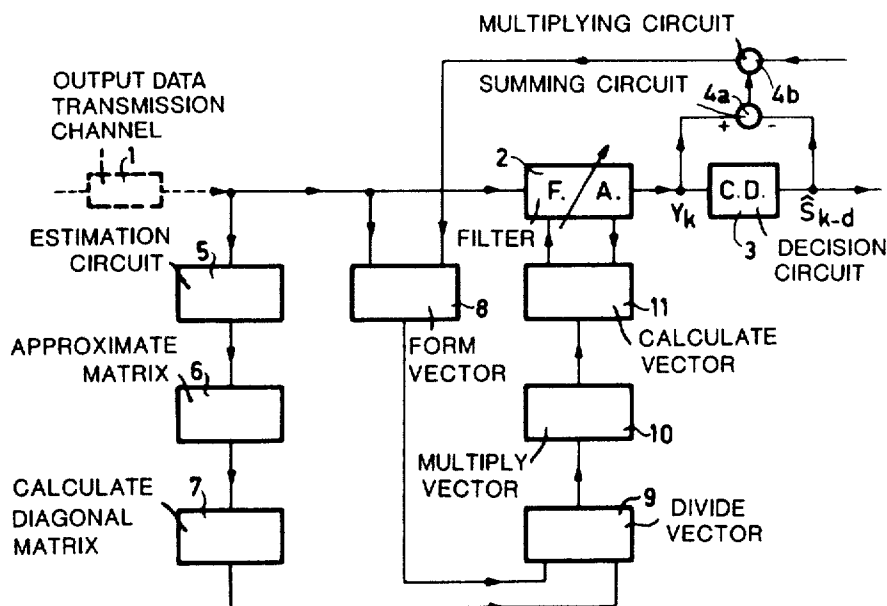 MULTIPLYING CIRCUIT
OUTPUT DATA
TRANSMISSION
CHANNEL
1
SUMMING CIRCUIT
4a
4b
+
-
2
F. A.
FILTER
Yk
C.D.
Ŝk-d
3
DECISION
CIRCUIT
ESTIMATION
CIRCUIT
5
8
FORM
VECTOR
11
CALCULATE
VECTOR
APPROXIMATE
MATRIX
6
10
MULTIPLY
VECTOR
CALCULATE
DIAGONAL
MATRIX
7
9
DIVIDE
VECTOR